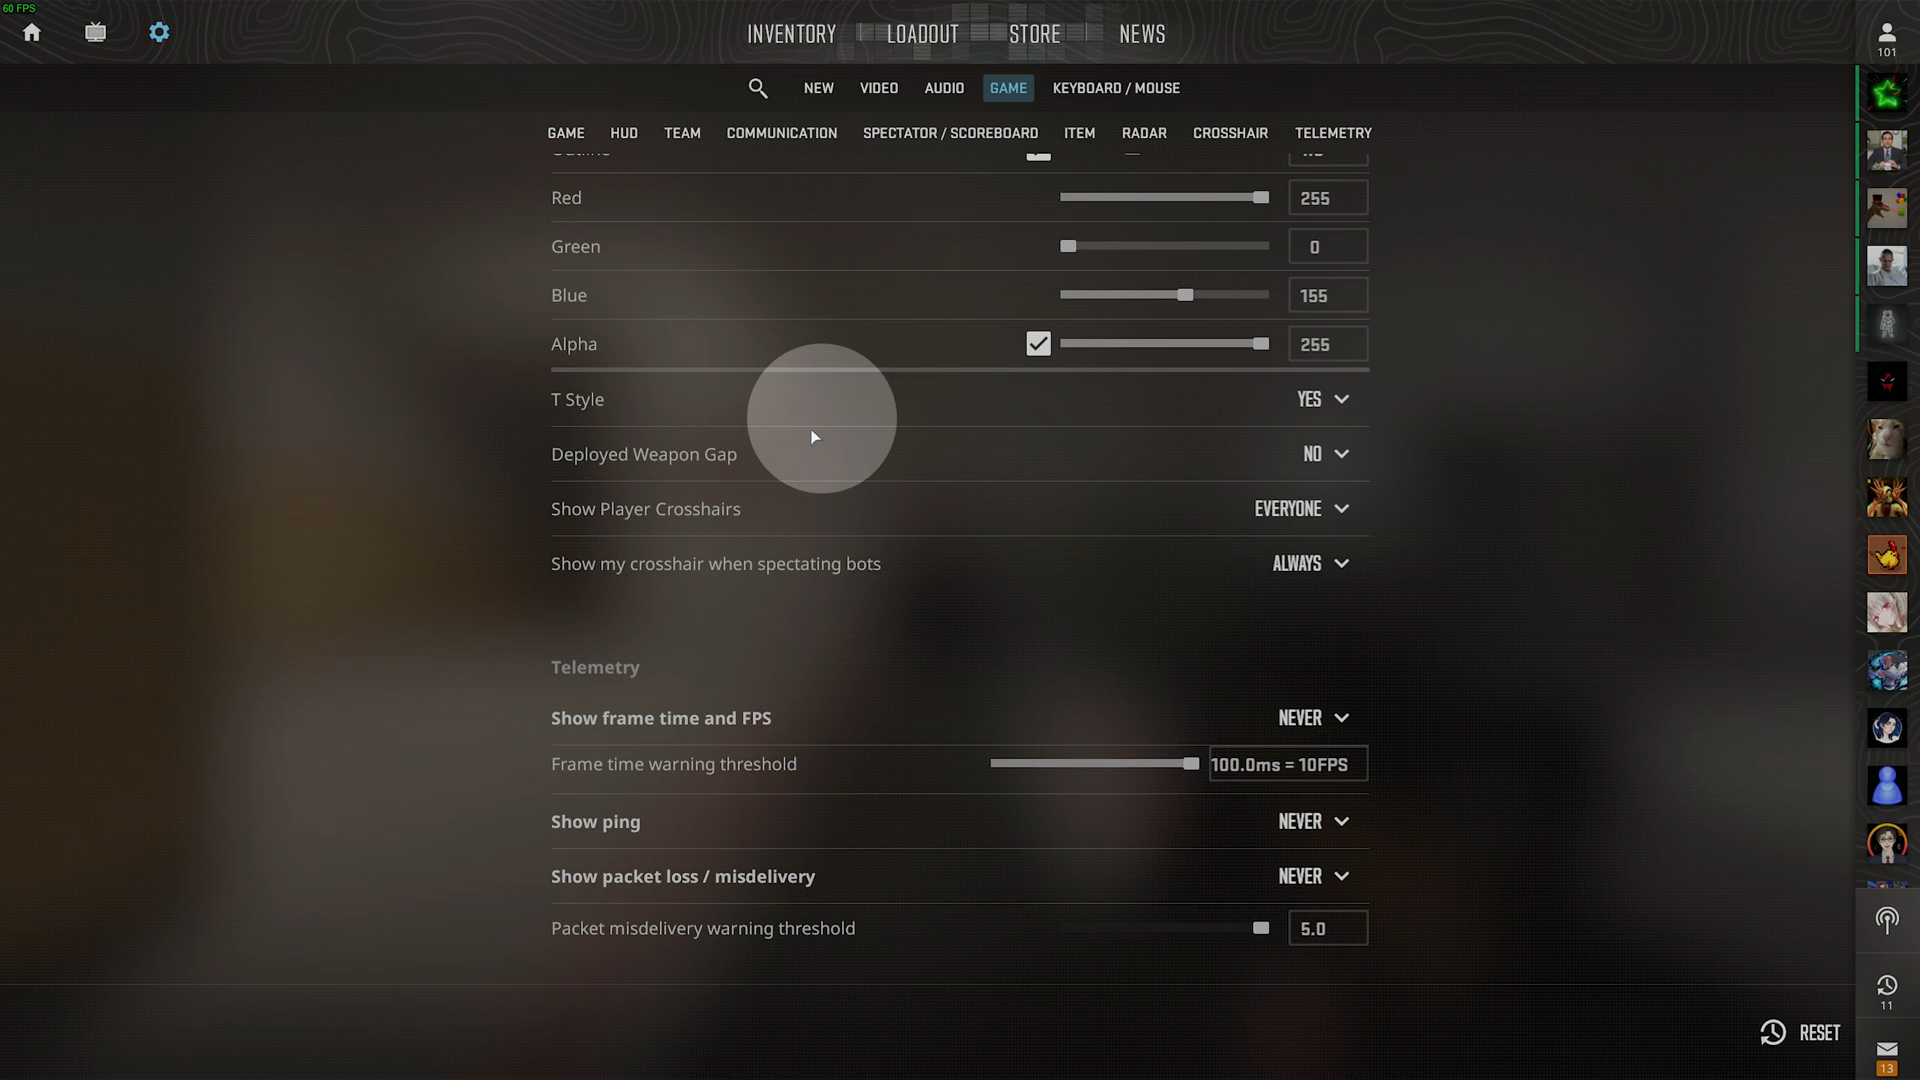 60 FPS
INVENTORY
LOADOUT
STORE
NEWS
101
NEW
VIDEO
AUDIO
GAME
KEYBOARD / MOUSE
GAME
HUD
TEAM
COMMUNICATION
SPECTATOR / SCOREBOARD
ITEM
RADAR
CROSSHAIR
TELEMETRY
Red 255
Green 0
Blue 155
Alpha 255
T Style YES
Deployed Weapon Gap NO
Show Player Crosshairs EVERYONE
Show my crosshair when spectating bots ALWAYS
Telemetry
Show frame time and FPS NEVER
Frame time warning threshold 100.0ms = 10FPS
Show ping NEVER
Show packet loss / misdelivery NEVER
Packet misdelivery warning threshold 5.0
11
RESET
13